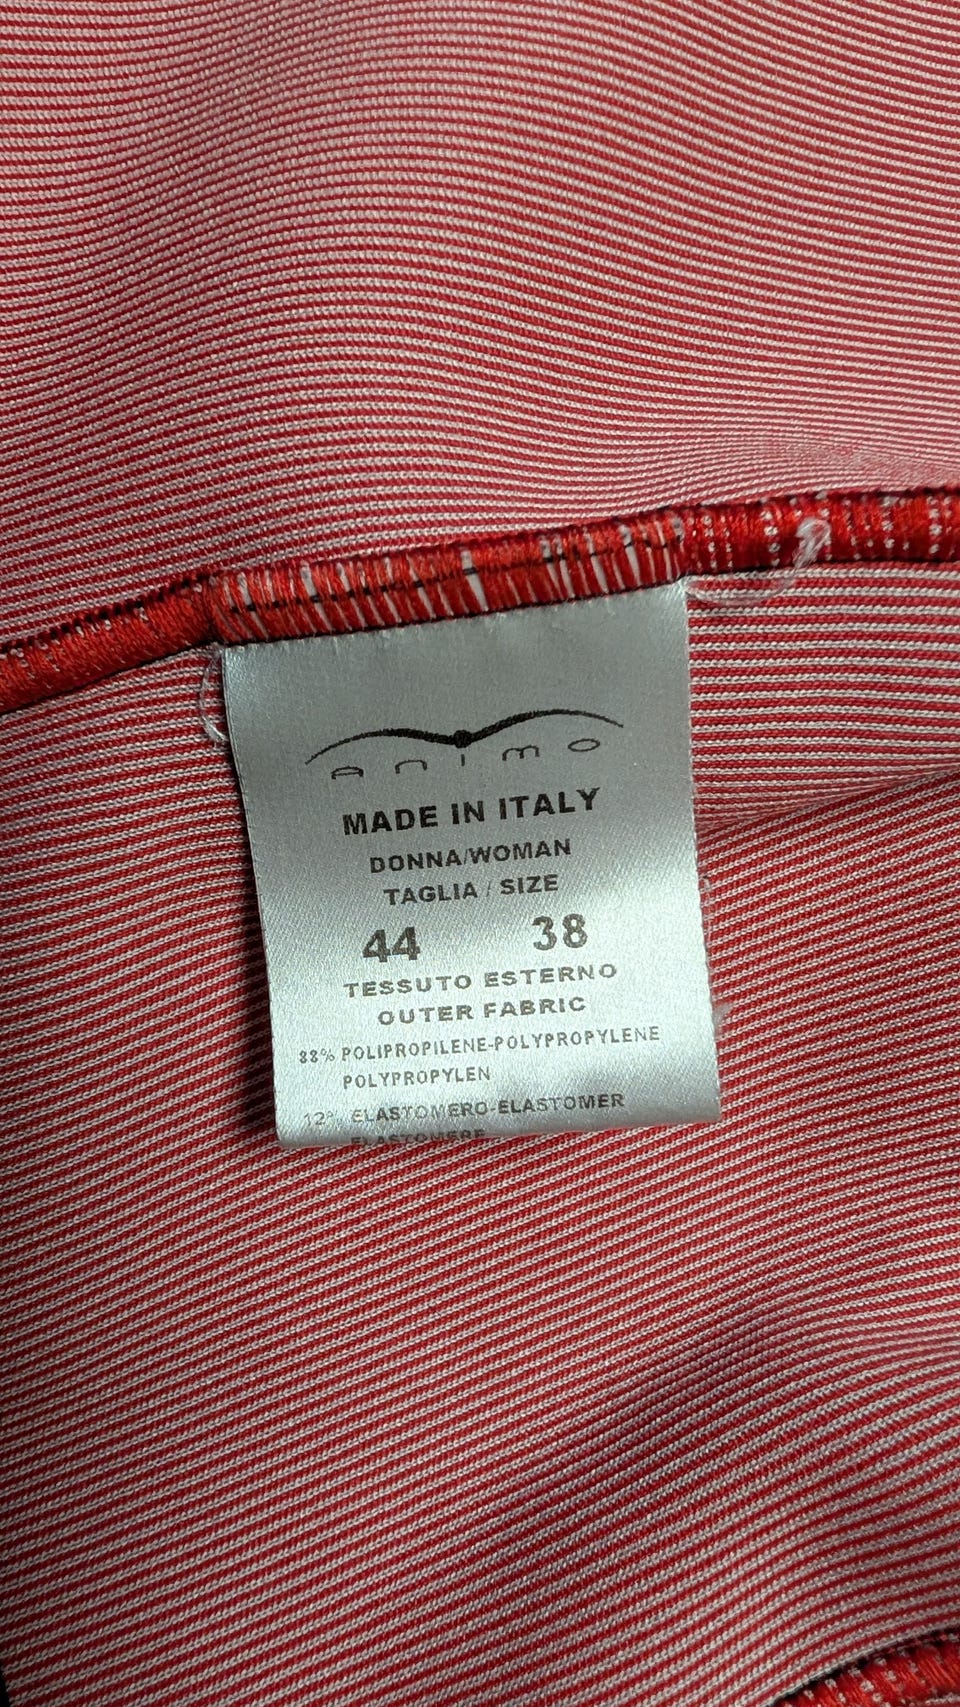 animo
MADE IN ITALY
DONNA/WOMAN
TAGLIA / SIZE
44 38
TESSUTO ESTERNO
OUTER FABRIC
88% POLIPROPILENE-POLYPROPYLENE
POLYPROPYLEN
12% ELASTOMERO-ELASTOMER
ELASTOMERE